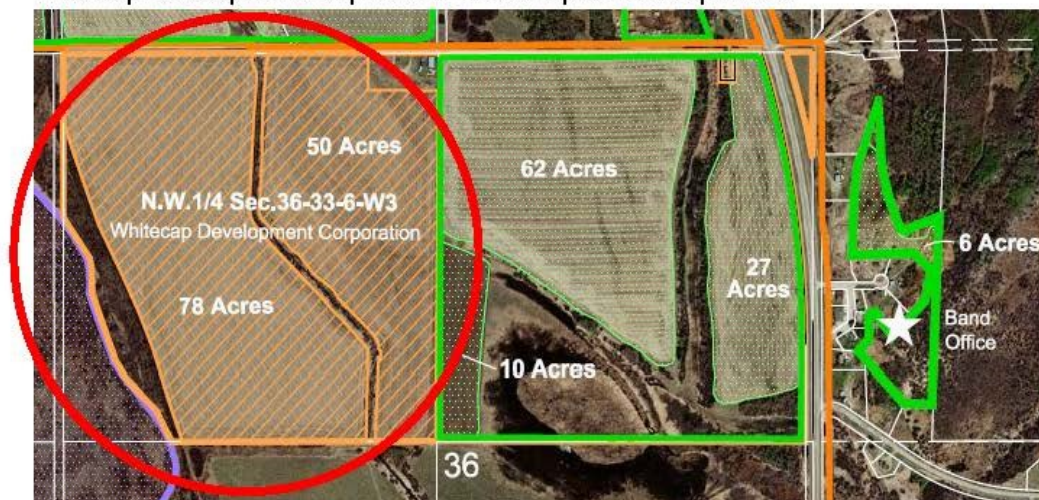 50 Acres
62 Acres
N.W.1/4 Sec.36-33-6-W3
Whitecap Development Corporation
6 Acres
27
Acres
78 Acres
Band
Office
10 Acres
36